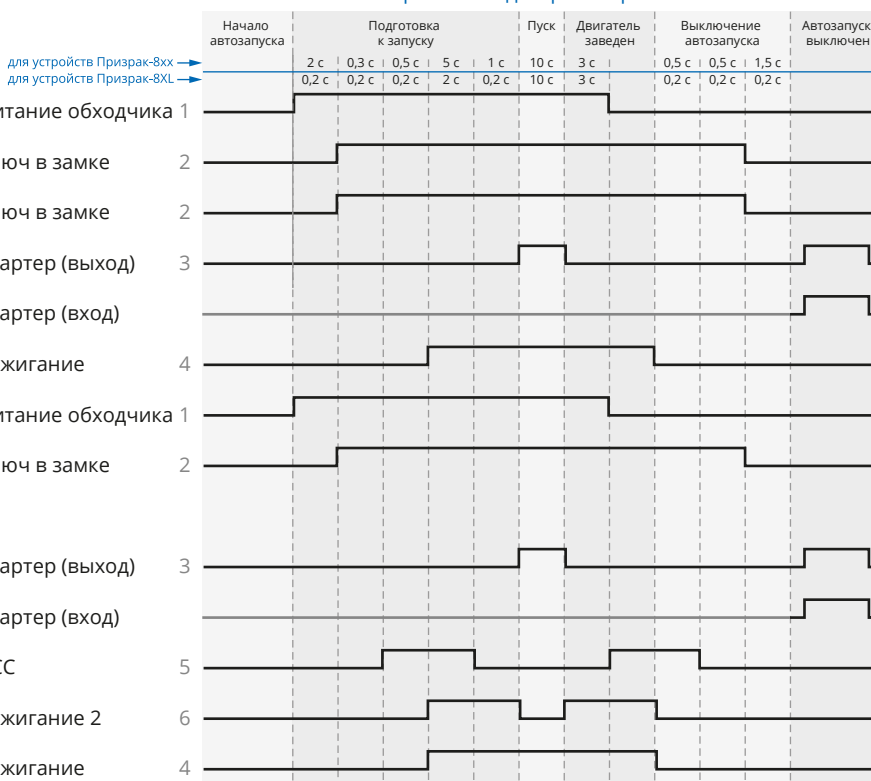 Начало
автозапуска
Подготовка
к запуску
Пуск
Двигатель
заведен
Выключение
автозапуска
Автозапуск
выключен
для устройств Призрак-8xx 2 с 0,3 с 0,5 с 5 с 1 с 10 с 3 с 0,5 с 0,5 с 1,5 с
для устройств Призрак-8XL 0,2 с 0,2 с 0,2 с 2 с 0,2 с 10 с 3 с 0,2 с 0,2 с 0,2 с
итание обходчика 1
юч в замке 2
юч в замке 2
артер (выход) 3
артер (вход)
жигание 4
итание обходчика 1
юч в замке 2
артер (выход) 3
артер (вход)
СС 5
жигание 2 6
жигание 4